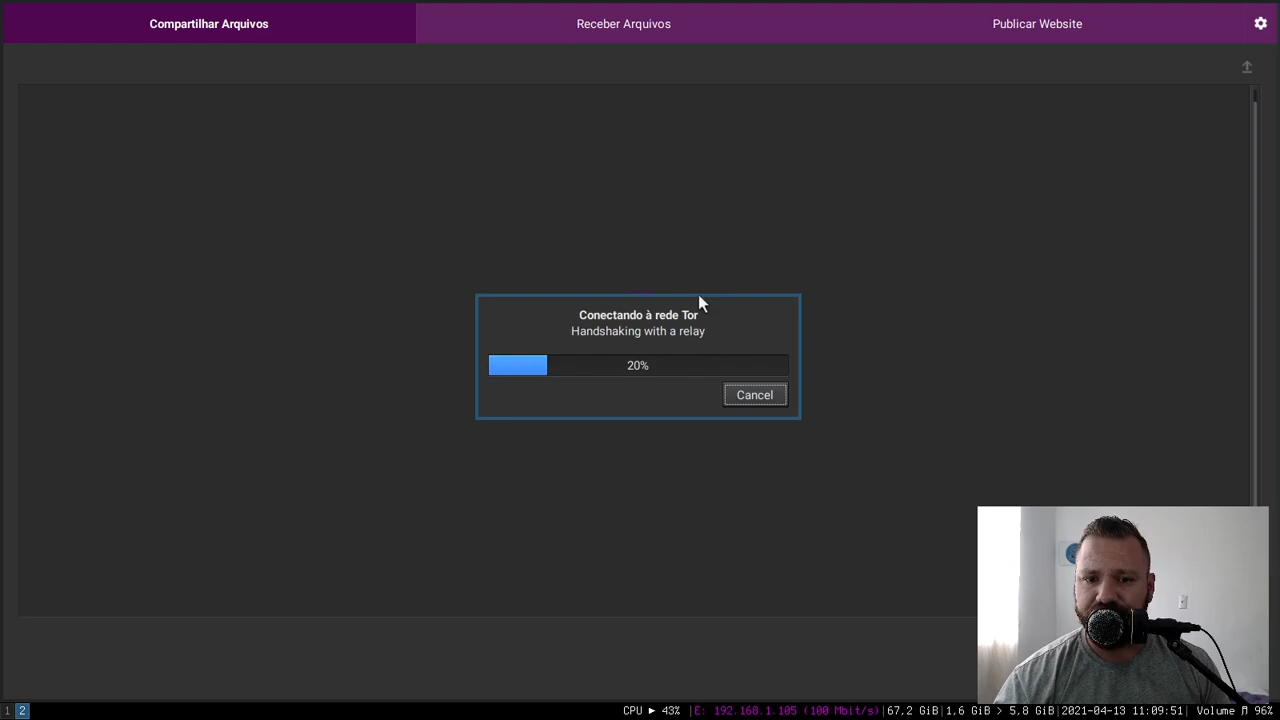 Compartilhar Arquivos Receber Arquivos Publicar Website
Conectando à rede Tor
Handshaking with a relay
20%
Cancel
1 2 CPU ► 43% |E: 192.168.1.105 (100 Mbit/s)|67,2 GiB|1,6 GiB > 5,8 GiB|2021-04-13 11:09:51| Volume ♬ 96%